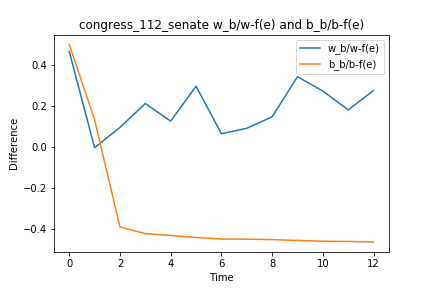 congress_112_senate w_b/w-f(e) and b_b/b-f(e)
w_b/w-f(e)
b_b/b-f(e)
Difference
0.4
0.2
0.0
−0.2
−0.4
0 2 4 6 8 10 12
Time